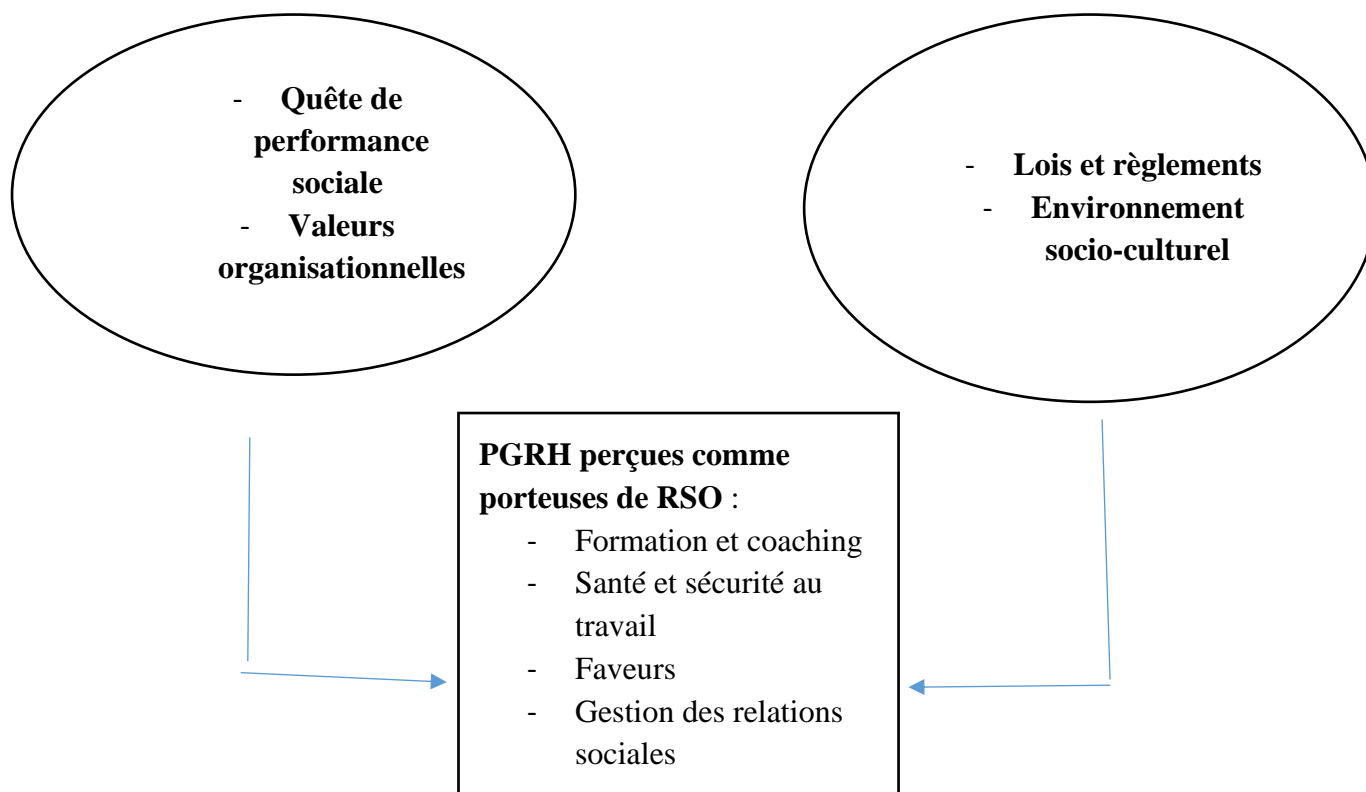 - Quête de
performance
sociale
- Valeurs
organisationnelles
- Lois et règlements
- Environnement
socio-culturel
PGRH perçues comme
porteuses de RSO :
- Formation et coaching
- Santé et sécurité au
travail
- Faveurs
- Gestion des relations
sociales